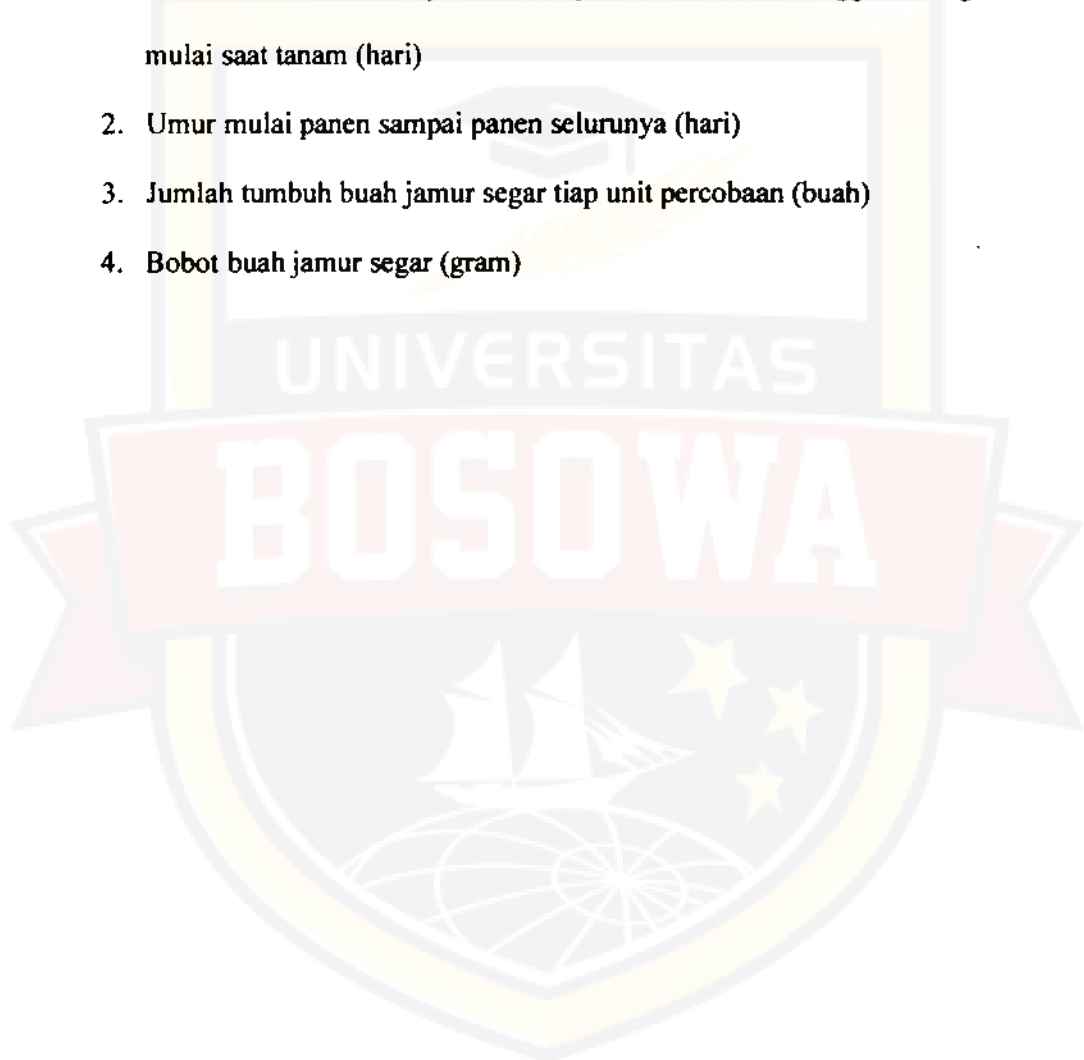 mulai saat tanam (hari)
2. Umur mulai panen sampai panen selurunya (hari)
3. Jumlah tumbuh buah jamur segar tiap unit percobaan (buah)
4. Bobot buah jamur segar (gram)
UNIVERSITAS
BOSOWA